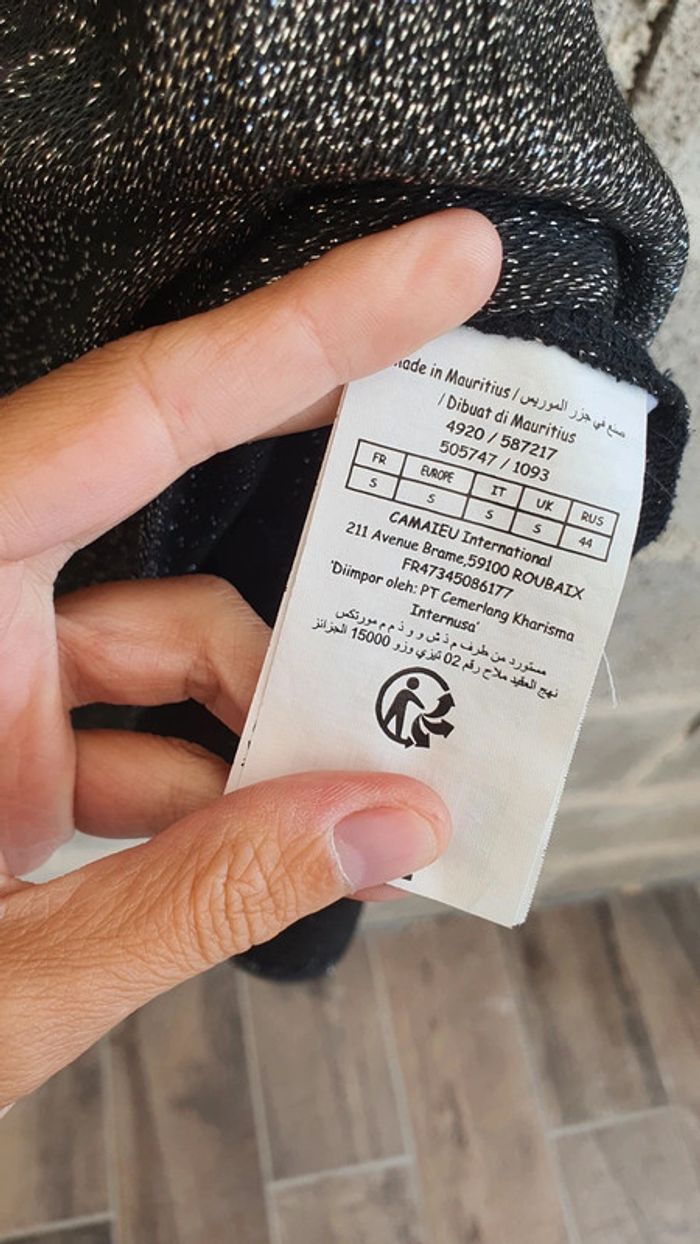 ade in Mauritius / صنع في جزر الموريس
/ Dibuat di Mauritius
4920 / 587217
505747 / 1093
FR EUROPE IT UK RUS
S S S S 44
CAMAIEU International
211 Avenue Brame,59100 ROUBAIX
FR47345086177
'Diimpor oleh: PT Cemerlang Kharisma
Internusa'
مستورد من طرف م ذ ش و و ذ م م مورتكس
نهج العقيد ملاح رقم 02 تيزي وزو 15000 الجزائر